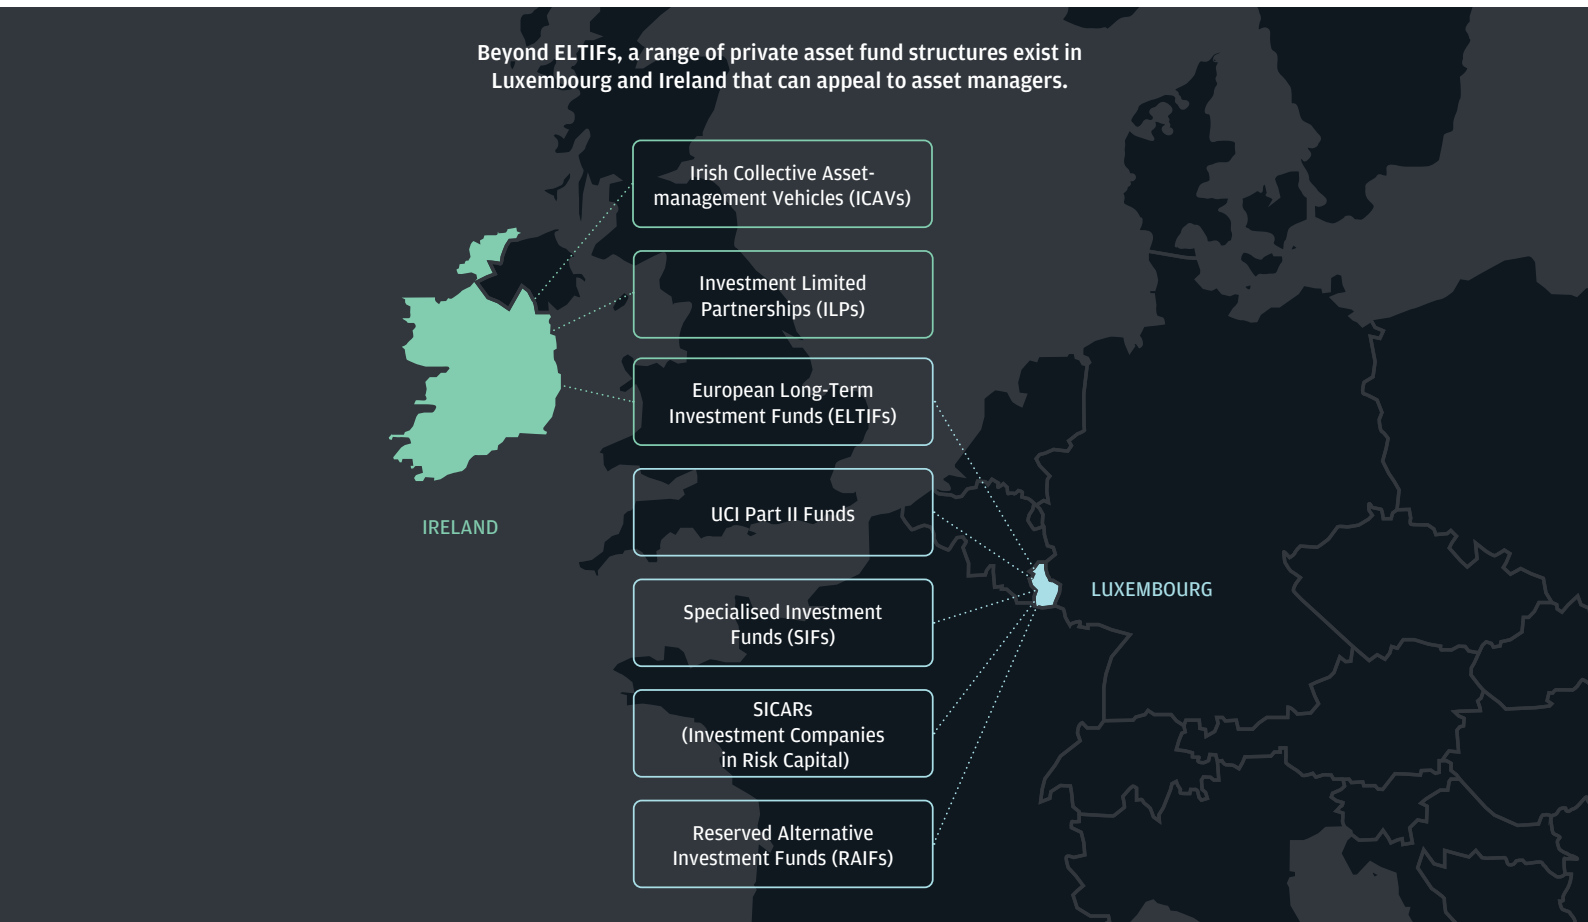 Beyond ELTIFs, a range of private asset fund structures exist in
Luxembourg and Ireland that can appeal to asset managers.
Irish Collective Asset-
management Vehicles (ICAVs)
Investment Limited
Partnerships (ILPs)
European Long-Term
Investment Funds (ELTIFs)
UCI Part II Funds
IRELAND
Specialised Investment
Funds (SIFs)
LUXEMBOURG
SICARs
(Investment Companies
in Risk Capital)
Reserved Alternative
Investment Funds (RAIFs)